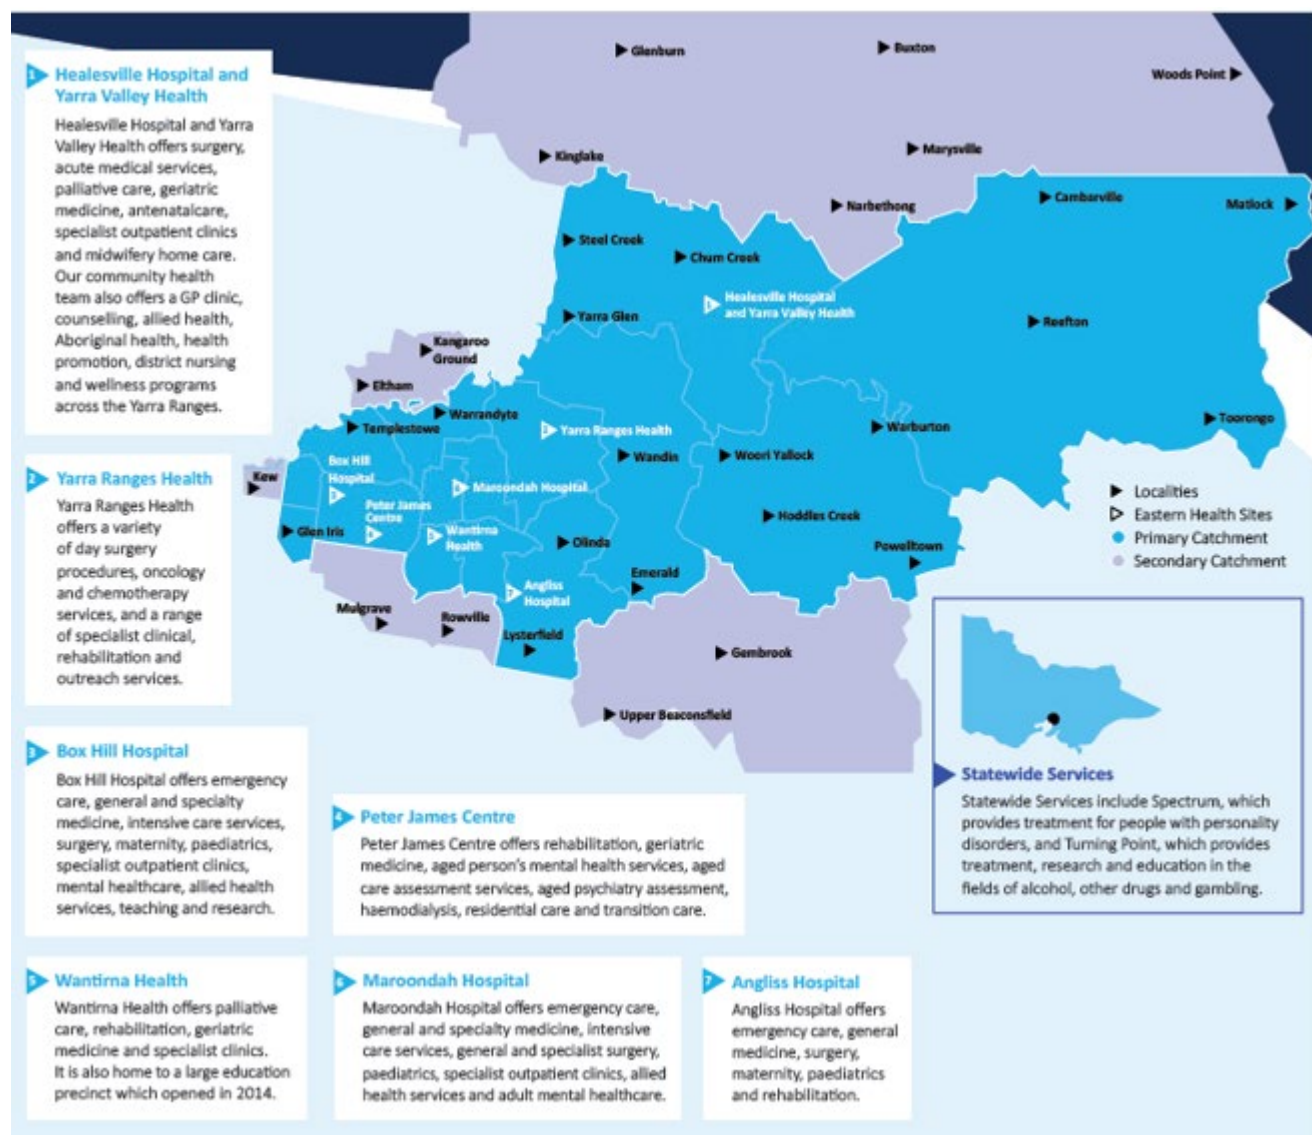 1
Healesville Hospital and
Yarra Valley Health
Healesville Hospital and Yarra
Valley Health offers surgery,
acute medical services,
palliative care, geriatric
medicine, antenatalcare,
specialist outpatient clinics
and midwifery home care.
Our community health
team also offers a GP clinic,
counselling, allied health,
Aboriginal health, health
promotion, district nursing
and wellness programs
across the Yarra Ranges.
2
Yarra Ranges Health
Yarra Ranges Health
offers a variety
of day surgery
procedures, oncology
and chemotherapy
services, and a range
of specialist clinical,
rehabilitation and
outreach services.
3
Box Hill Hospital
Box Hill Hospital offers emergency
care, general and specialty
medicine, intensive care services,
surgery, maternity, paediatrics,
specialist outpatient clinics,
mental healthcare, allied health
services, teaching and research.
4
Peter James Centre
Peter James Centre offers rehabilitation, geriatric
medicine, aged person's mental health services, aged
care assessment services, aged psychiatry assessment,
haemodialysis, residential care and transition care.
5
Wantirna Health
Wantirna Health offers palliative
care, rehabilitation, geriatric
medicine and specialist clinics.
It is also home to a large education
precinct which opened in 2014.
6
Maroondah Hospital
Maroondah Hospital offers emergency care,
general and specialty medicine, intensive
care services, general and specialist surgery,
paediatrics, specialist outpatient clinics, allied
health services and adult mental healthcare.
7
Angliss Hospital
Angliss Hospital offers
emergency care, general
medicine, surgery,
maternity, paediatrics
and rehabilitation.
Glenburn
Buxton
Woods Point
Kinglake
Marysville
Narbethong
Cambarville
Matlock
Steel Creek
Chum Creek
1
Healesville Hospital
and Yarra Valley Health
Yarra Glen
Reefton
Kangaroo
Ground
Eltham
Warrandyte
Templestowe
2
Yarra Ranges Health
Warburton
Toorongo
Wandin
Woori Yallock
Kew
Box Hill
Hospital
3
Maroondah Hospital
Peter James
Centre
Glen Iris
Wantirna
Health
5
Olinda
Hoddles Creek
Powelltown
Emerald
Angliss
Hospital
7
Mulgrave
Rowville
Lysterfield
Gembrook
Upper Beaconsfield
Localities
Eastern Health Sites
Primary Catchment
Secondary Catchment
Statewide Services
Statewide Services include Spectrum, which
provides treatment for people with personality
disorders, and Turning Point, which provides
treatment, research and education in the
fields of alcohol, other drugs and gambling.